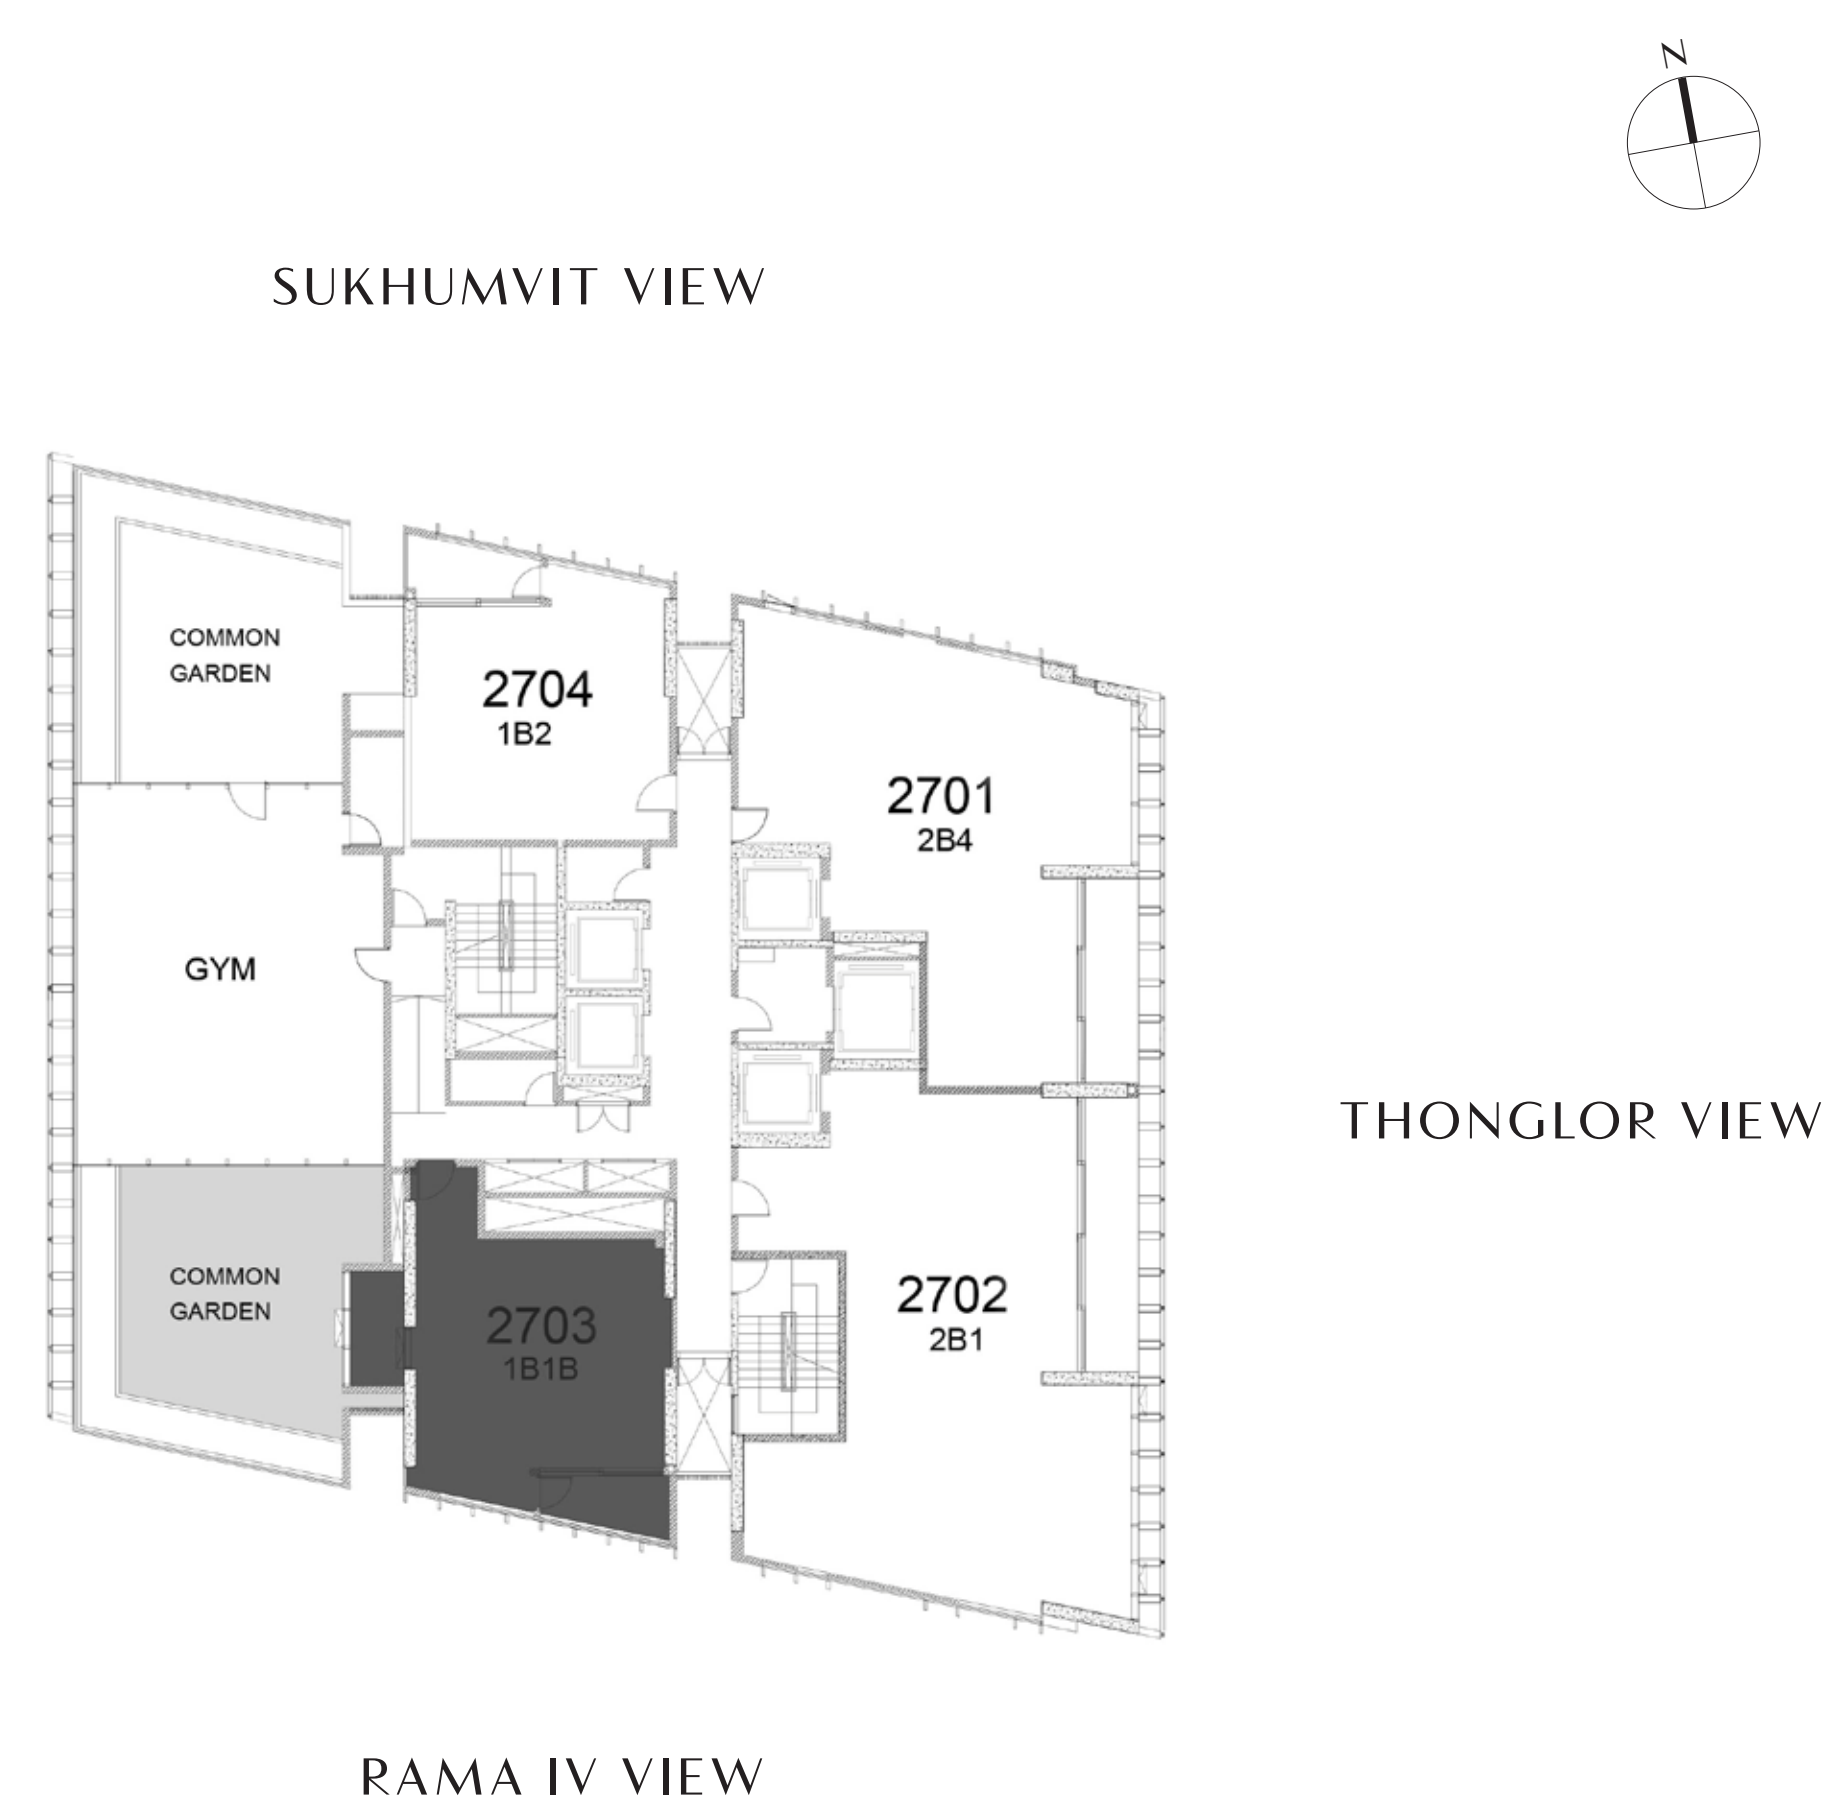 N
SUKHUMVIT VIEW
COMMON
GARDEN
2704
1B2
2701
2B4
GYM
THONGLOR VIEW
COMMON
GARDEN
2703
1B1B
2702
2B1
RAMA IV VIEW